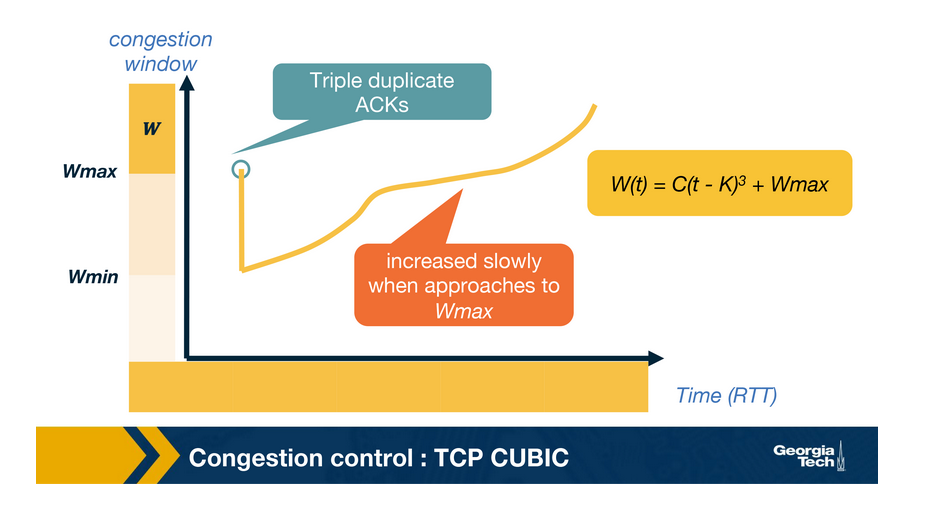 congestion
window
Triple duplicate
ACKs
W
Wmax
W(t) = C(t - K)³ + Wmax
increased slowly
when approaches to
Wmax
Wmin
Time (RTT)
Congestion control : TCP CUBIC
Georgia
Tech